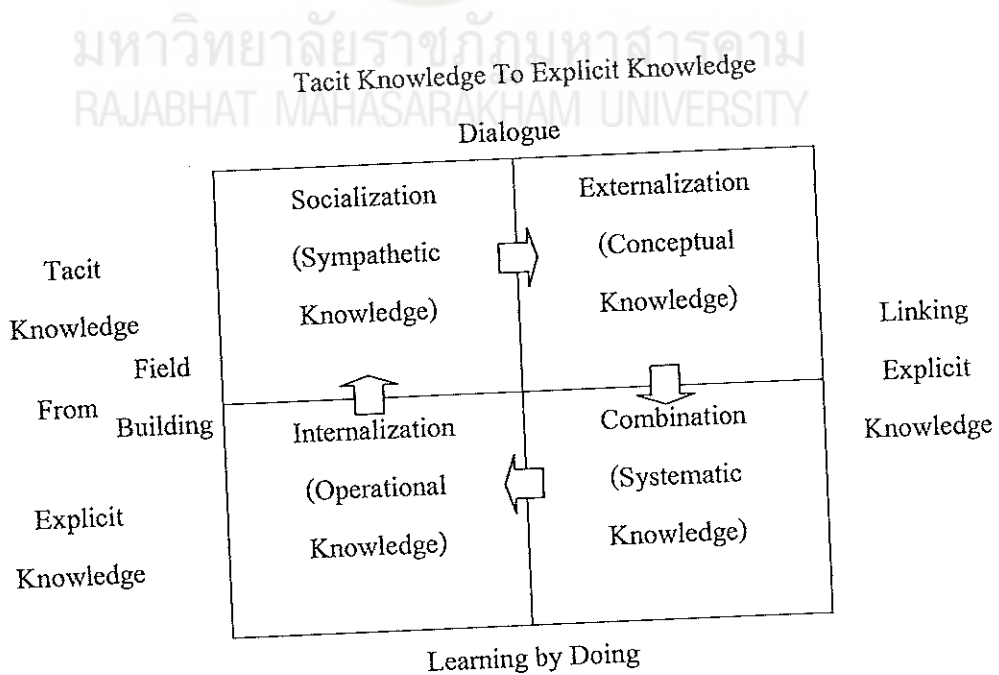 มหาวิทยาลัยราชภัฏมหาสารคาม
RAJABHAT MAHASARAKHAM UNIVERSITY
Tacit Knowledge To Explicit Knowledge
Dialogue
Socialization
(Sympathetic
Knowledge)
Externalization
(Conceptual
Knowledge)
Tacit
Knowledge
Field
From
Building
Explicit
Knowledge
Internalization
(Operational
Knowledge)
Combination
(Systematic
Knowledge)
Linking
Explicit
Knowledge
Learning by Doing